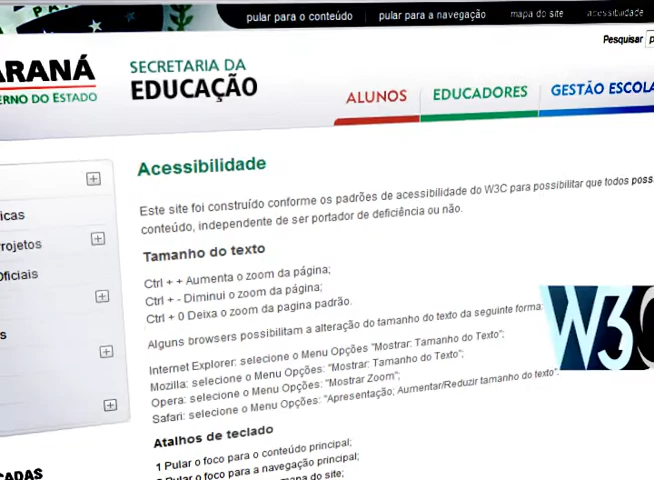 pular para o conteúdo pular para a navegação mapa do site acessibilidade
Pesquisar
SECRETARIA DA
EDUCAÇÃO
ARANÁ
ERNO DO ESTADO
ALUNOS EDUCADORES GESTÃO ESCOLA
Acessibilidade
Este site foi construído conforme os padrões de acessibilidade do W3C para possibilitar que todos poss
conteúdo, independente de ser portador de deficiência ou não.
icas
rojetos
Oficiais
s
CADAS
Tamanho do texto
Ctrl + + Aumenta o zoom da página;
Ctrl + - Diminui o zoom da página;
Ctrl + 0 Deixa o zoom da pagina padrão.
Alguns browsers possibilitam a alteração do tamanho do texto da seguinte forma:
Internet Explorer: selecione o Menu Opções "Mostrar: Tamanho do Texto";
Mozilla: selecione o Menu Opções: "Mostrar: Tamanho do Texto";
Opera: selecione o Menu Opções: "Mostrar Zoom";
Safari: selecione o Menu Opções: "Apresentação; Aumentar/Reduzir tamanho do texto".
W3C
Atalhos de teclado
1 Pular o foco para o conteúdo principal;
2 Pular o foco para a navegação principal;
mapa do site;